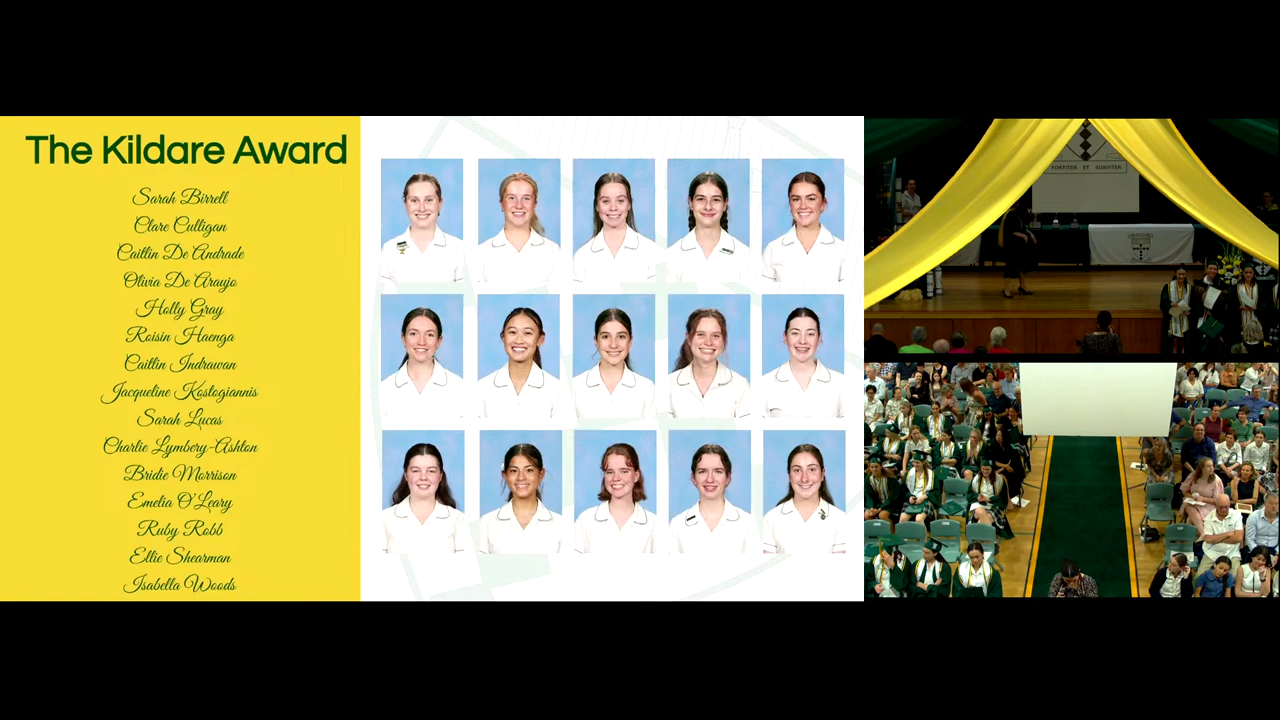 The Kildare Award
Sarah Birrell
Clare Culligan
Caitlin De Andrade
Olivia De Araujo
Holly Gray
Roisin Haenga
Caitlin Indrawan
Jacqueline Kostogiannis
Sarah Lucas
Charlie Lymbery-Ashton
Bridie Morrison
Emelia O'Leary
Ruby Robb
Ellie Shearman
Isabella Woods
FORTITER ET SUAVITER